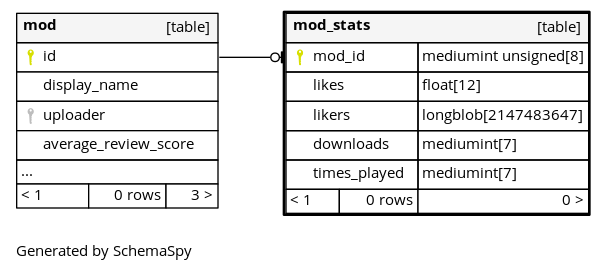 mod [table]
id
display_name
uploader
average_review_score
...
< 1 0 rows 3 >
mod_stats [table]
mod_id mediumint unsigned[8]
likes float[12]
likers longblob[2147483647]
downloads mediumint[7]
times_played mediumint[7]
< 1 0 rows 0 >
Generated by SchemaSpy